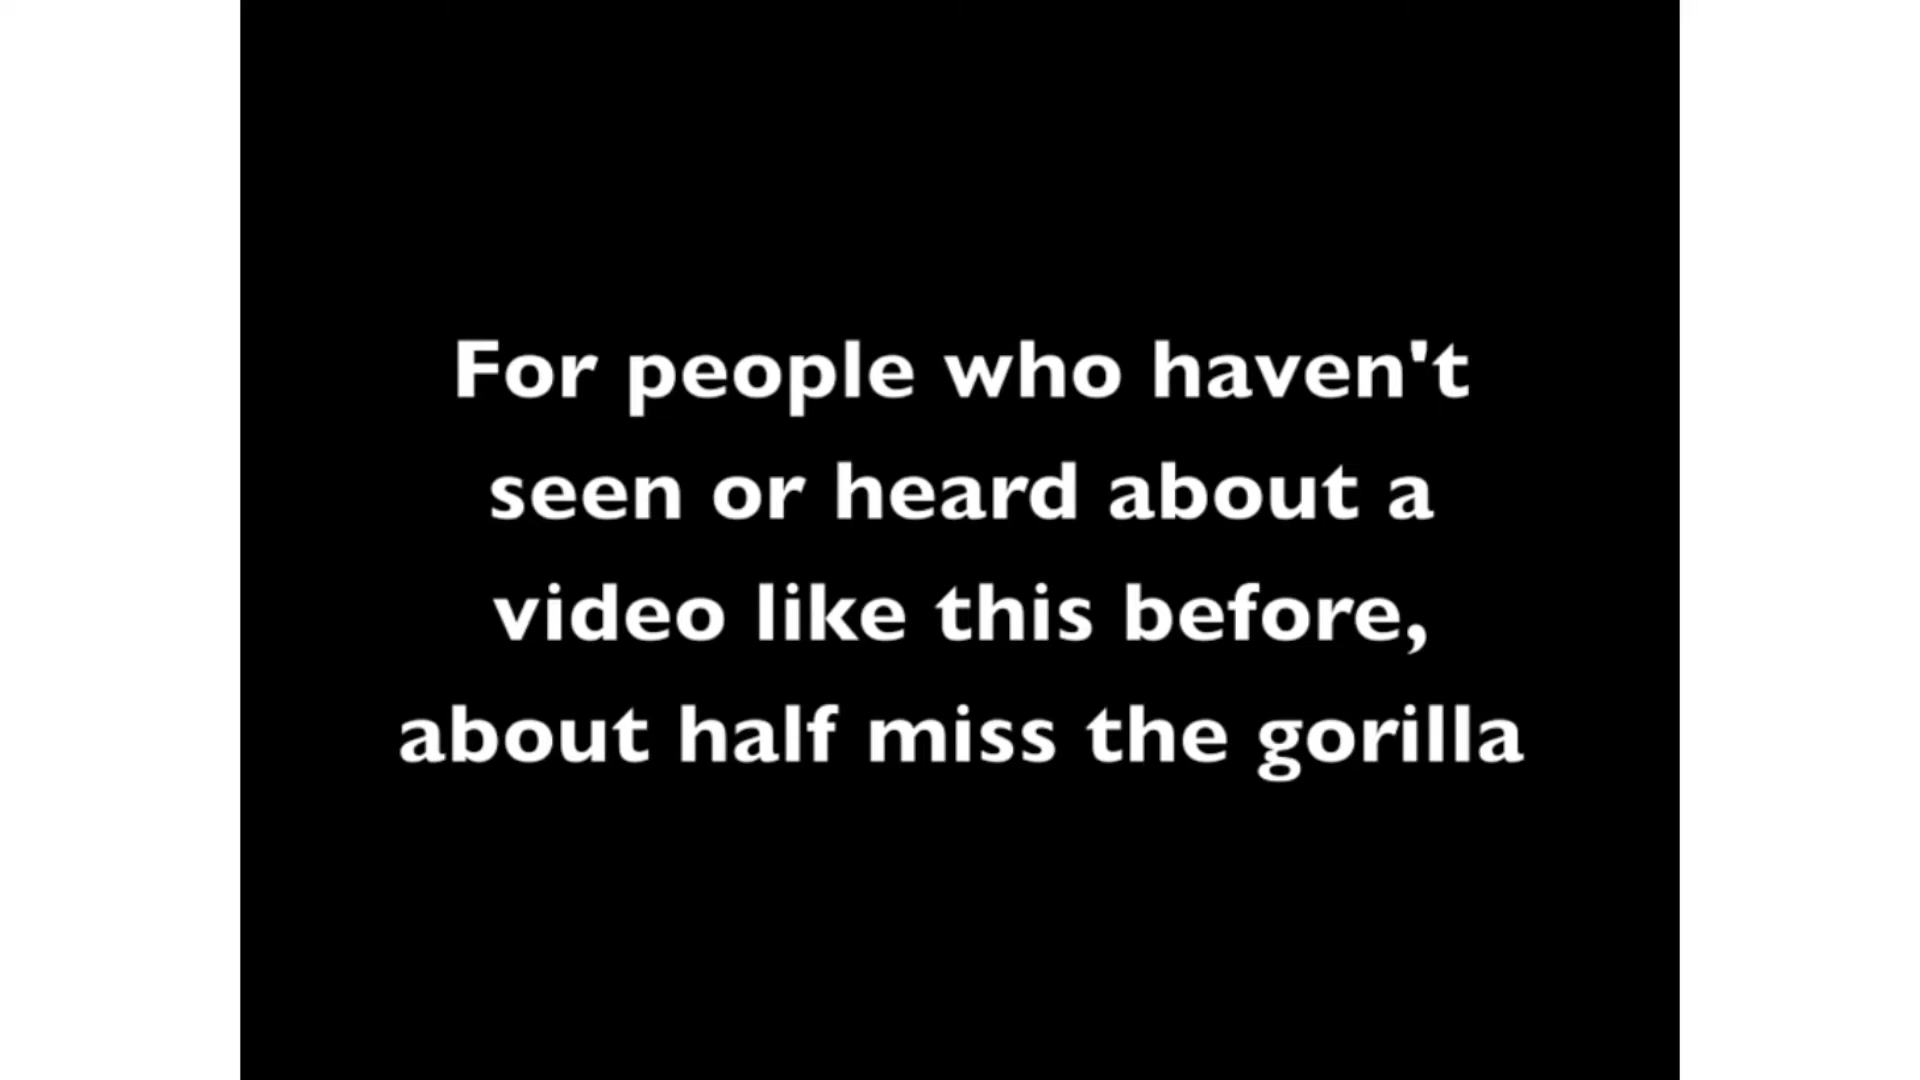 For people who haven't
seen or heard about a
video like this before,
about half miss the gorilla